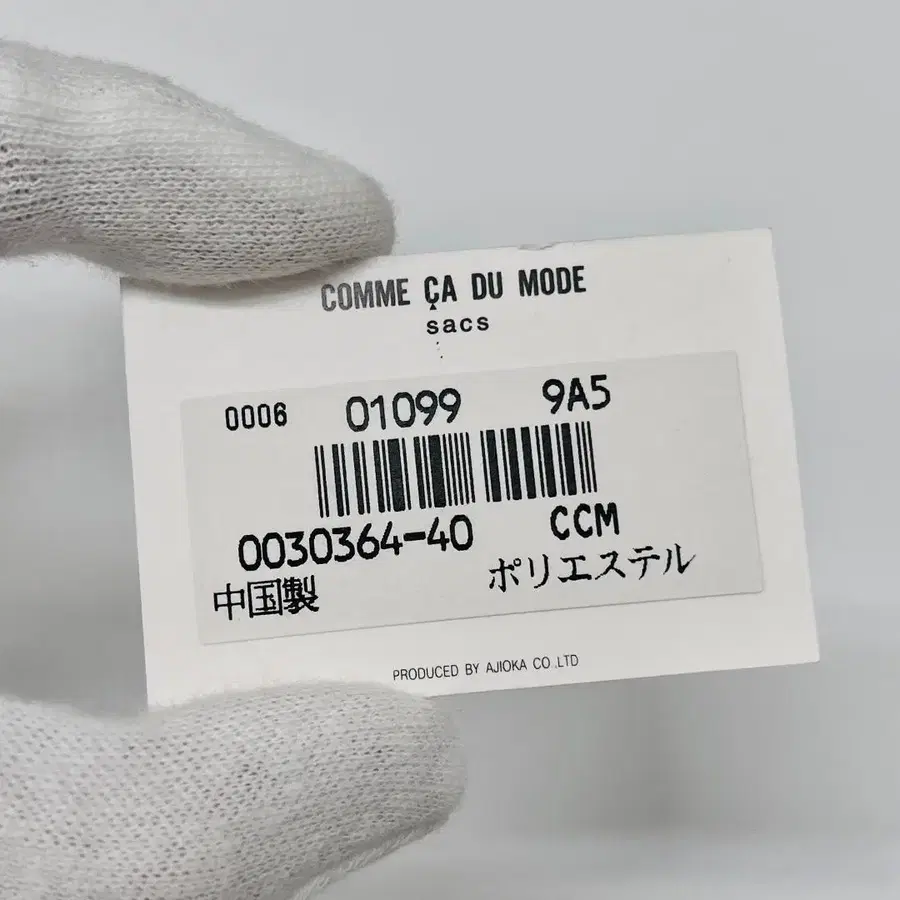 COMME ÇA DU MODE
sacs
0006 01099 9A5
0030364-40 CCM
中国製 ポリエステル
PRODUCED BY AJIOKA CO.LTD